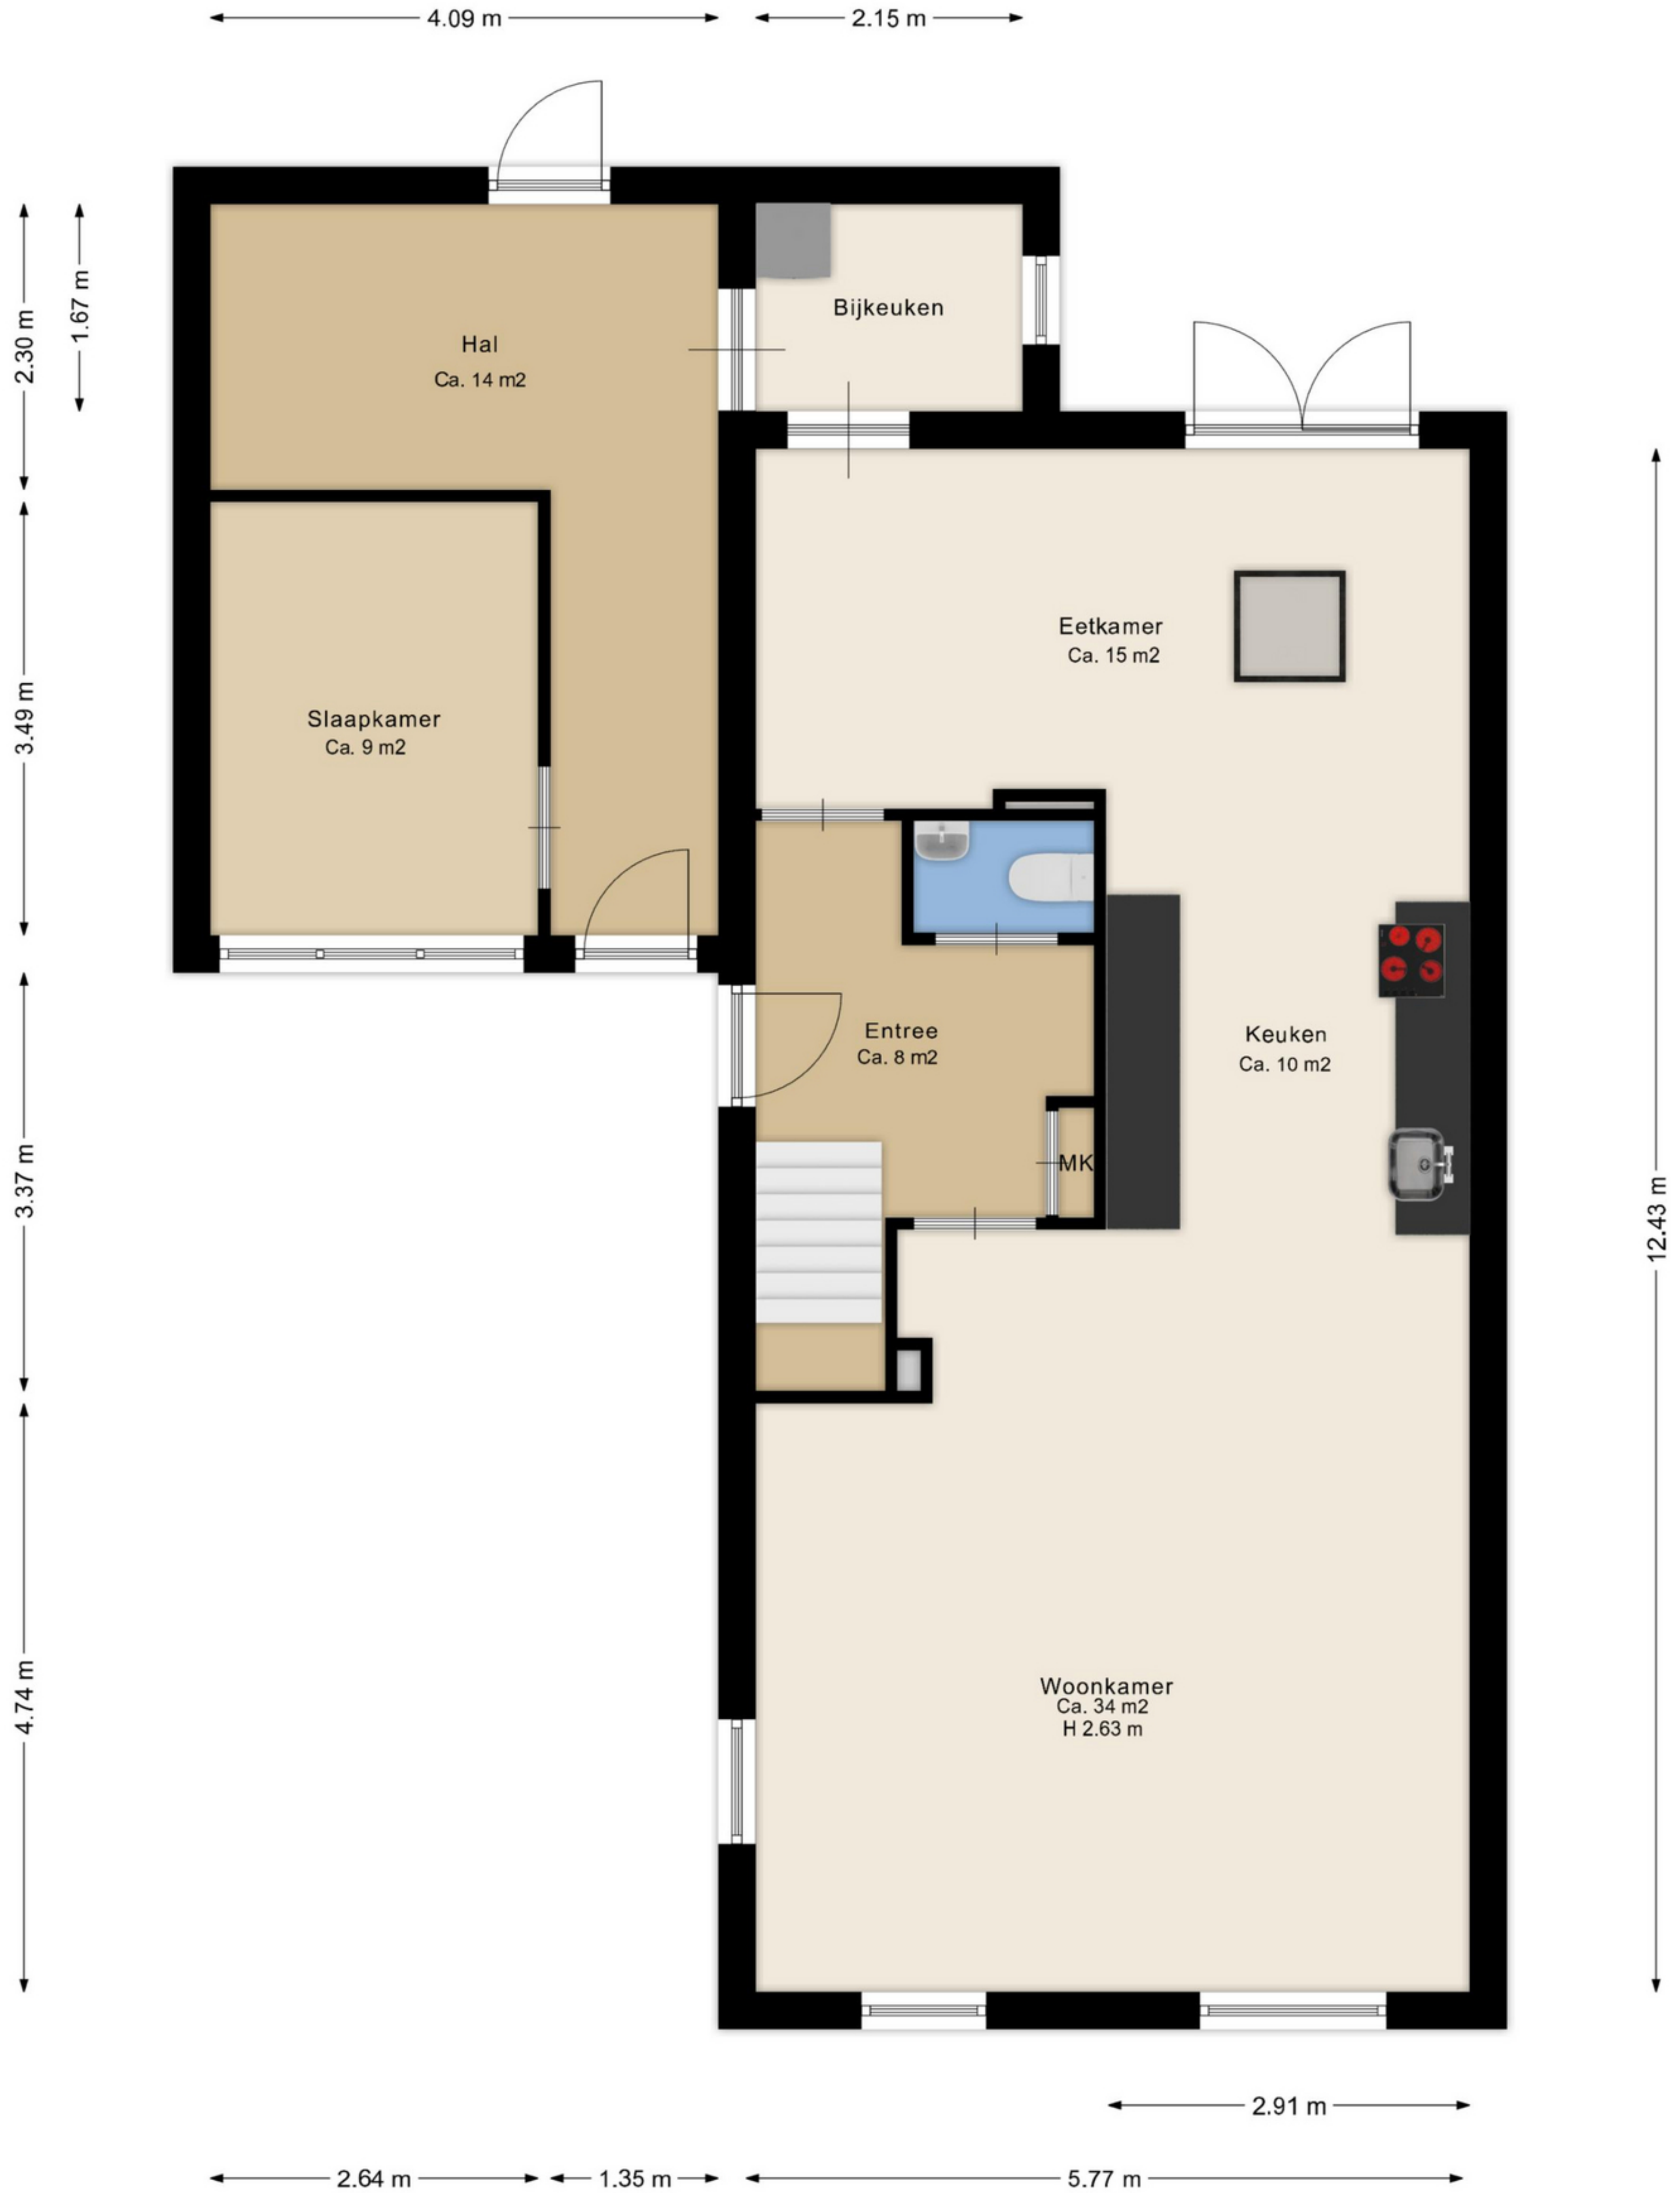 4.09 m
2.15 m
2.30 m
1.67 m
Hal
Ca. 14 m2
Bijkeuken
Eetkamer
Ca. 15 m2
3.49 m
Slaapkamer
Ca. 9 m2
Entree
Ca. 8 m2
Keuken
Ca. 10 m2
MK
3.37 m
12.43 m
4.74 m
Woonkamer
Ca. 34 m2
H 2.63 m
2.91 m
2.64 m
1.35 m
5.77 m